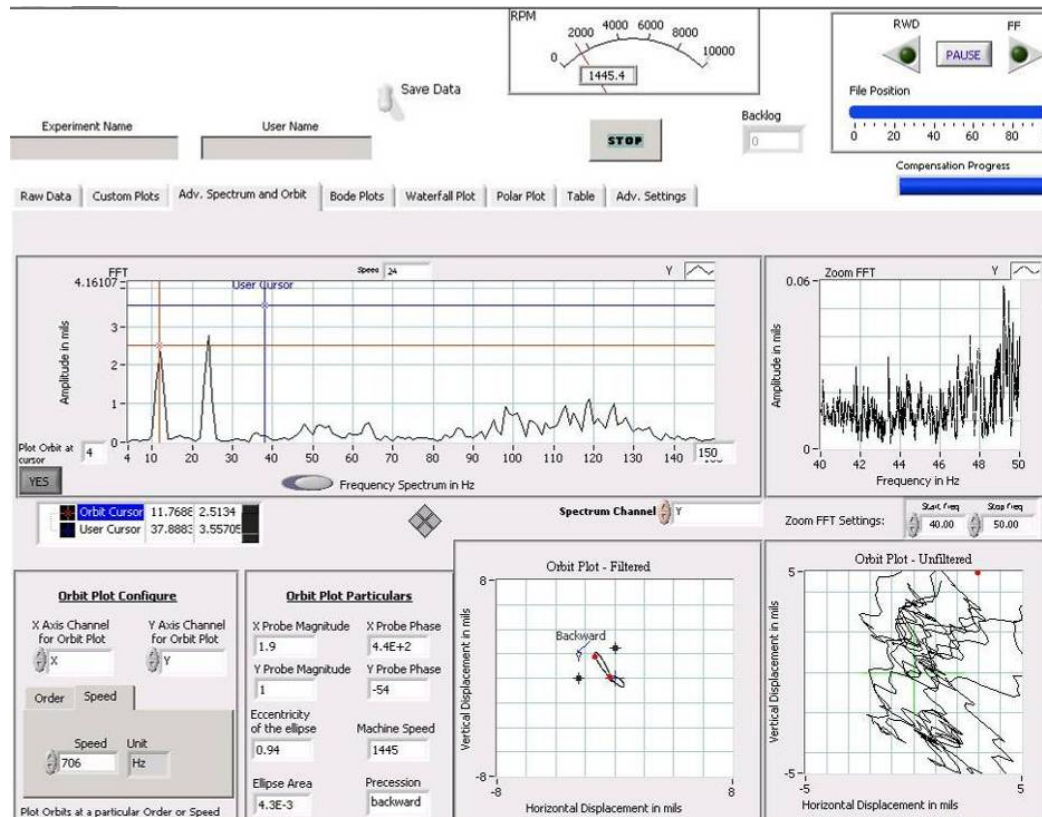 RPM
0 2000 4000 6000 8000 10000
1445.4
RWD FF
PAUSE
File Position
0 20 40 60 80
Save Data
Backlog
0
Experiment Name User Name
STOP
Compensation Progress
Raw Data Custom Plots Adv. Spectrum and Orbit Bode Plots Waterfall Plot Polar Plot Table Adv. Settings
FFT Speed 24 Y
4.16107
User Cursor
3
2
1
0
Amplitude in mils
4 10 20 30 40 50 60 70 80 90 100 110 120 130 140
150
Plot Orbit at cursor 4
YES
Frequency Spectrum in Hz
Zoom FFT Y
0.06
0
Amplitude in mils
40 42 44 46 48 50
Frequency in Hz
Orbit Cursor 11.7688 2.5134
User Cursor 37.8883 3.55705
Spectrum Channel Y
Zoom FFT Settings:
Start Freq Stop Freq
40.00 50.00
Orbit Plot Configure
X Axis Channel for Orbit Plot
Y Axis Channel for Orbit Plot
X Y
Order Speed
Speed Unit
706 Hz
Plot Orbits at a particular Order or Speed
Orbit Plot Particulars
X Probe Magnitude X Probe Phase
1.9 4.4E+2
Y Probe Magnitude Y Probe Phase
1 -54
Eccentricity
of the ellipse Machine Speed
0.94 1445
Ellipse Area Precession
4.3E-3 backward
Orbit Plot - Filtered
8
Backward
Vertical Displacement in mils
-8
-8 8
Horizontal Displacement in mils
Orbit Plot - Unfiltered
5
Vertical Displacement in mils
-5
-5 5
Horizontal Displacement in mils